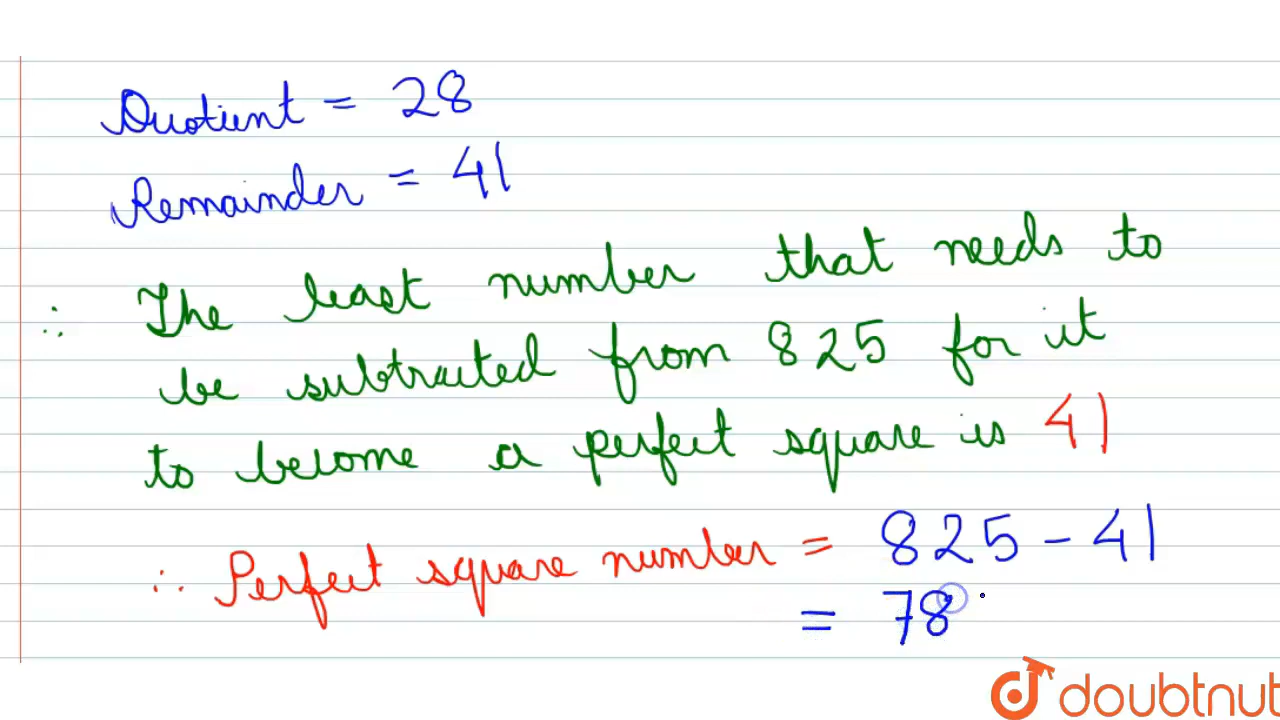 Quotient = 28
Remainder = 41
∴ The least number that needs to
be subtracted from 825 for it
to become a perfect square is 41
∴ Perfect square number = 825 - 41
= 78
doubtnut